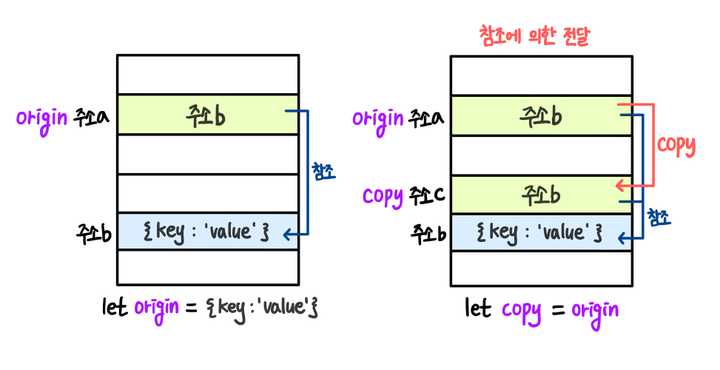 origin 주소a
주소b
참조
주소b
{key : 'value'}
let origin = {key:'value'}
참조에 의한 전달
origin 주소a
주소b
copy
copy 주소c
주소b
참조
주소b
{key : 'value'}
let copy = origin